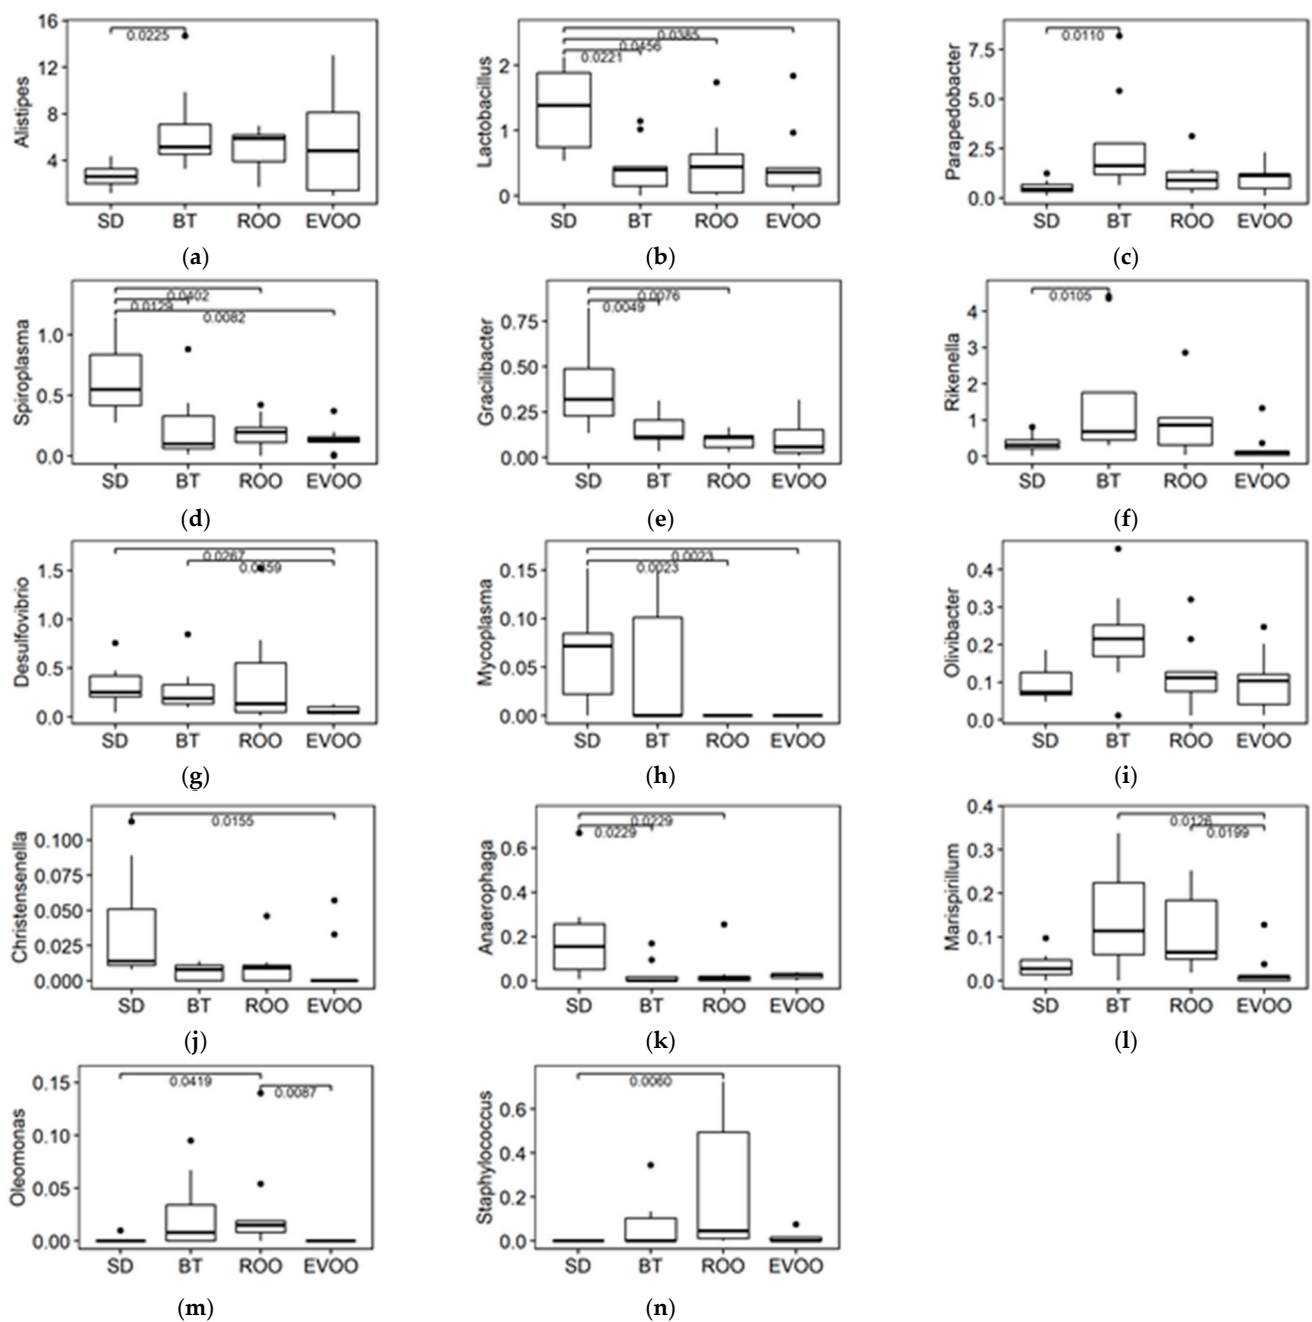 16
12
8
4
Alistipes
0.0225
SD BT ROO EVOO
(a)
2
1
0
Lactobacillus
0.0385
0.0456
0.0221
SD BT ROO EVOO
(b)
7.5
5.0
2.5
0.0
Parapedobacter
0.0110
SD BT ROO EVOO
(c)
1.0
0.5
0.0
Spiroplasma
0.0402
0.0129
0.0082
SD BT ROO EVOO
(d)
0.75
0.50
0.25
0.00
Gracilibacter
0.0076
0.0049
SD BT ROO EVOO
(e)
4
3
2
1
0
Rikenella
0.0105
SD BT ROO EVOO
(f)
1.5
1.0
0.5
0.0
Desulfovibrio
0.0267
SD BT ROO EVOO
(g)
0.15
0.10
0.05
0.00
Mycoplasma
0.0023
0.0023
SD BT ROO EVOO
(h)
0.4
0.3
0.2
0.1
0.0
Olivibacter
SD BT ROO EVOO
(i)
0.100
0.075
0.050
0.025
0.000
Christensenella
0.0155
SD BT ROO EVOO
(j)
0.6
0.4
0.2
0.0
Anaerophaga
0.0229
0.0229
SD BT ROO EVOO
(k)
0.4
0.3
0.2
0.1
0.0
Marispirillum
0.0126
0.0199
SD BT ROO EVOO
(l)
0.15
0.10
0.05
0.00
Oleomonas
0.0419
0.0087
SD BT ROO EVOO
(m)
0.6
0.4
0.2
0.0
Staphylococcus
0.0060
SD BT ROO EVOO
(n)